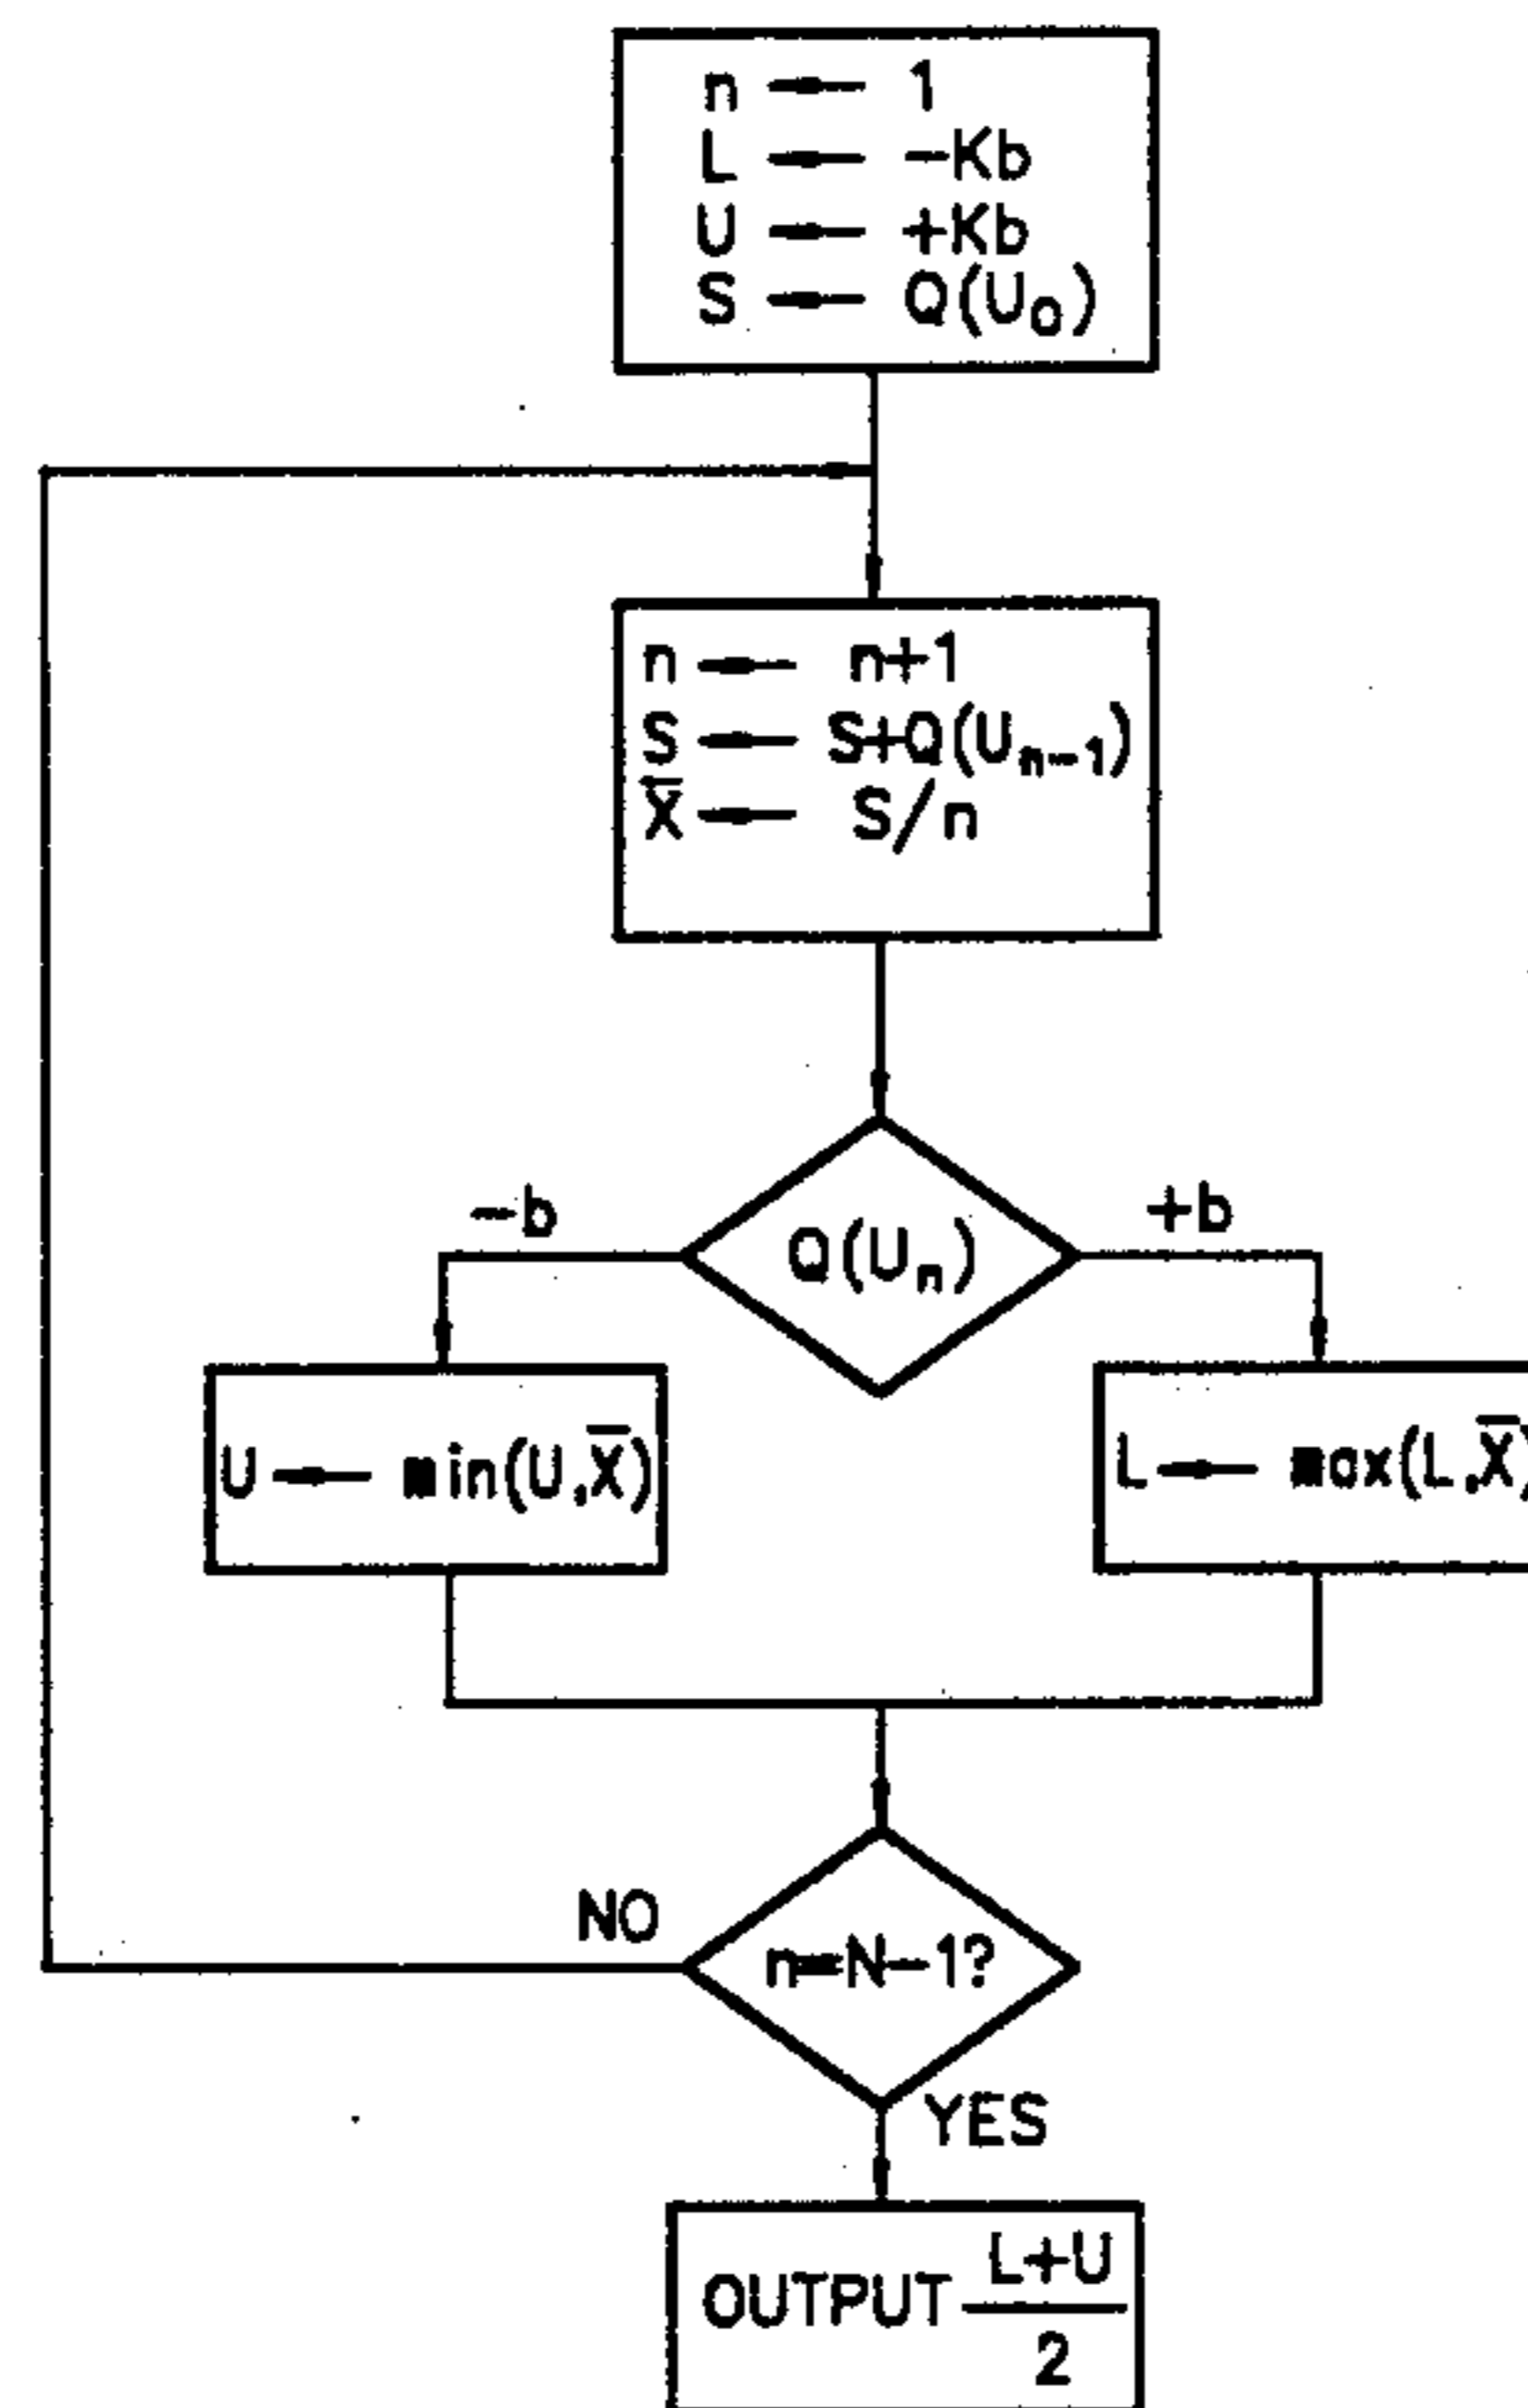 n ← 1
L ← -Kb
U ← +Kb
S ← Q(U₀)
n ← n+1
S ← S+Q(Uₙ₋₁)
X̄ ← S/n
-b
+b
Q(Uₙ)
U ← min(U,X̄)
L ← max(L,X̄)
NO
n=N-1?
YES
OUTPUT L+U
2